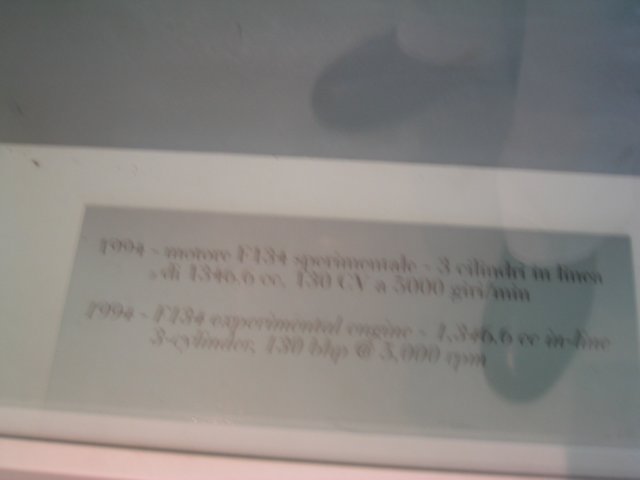 1994 - motore F134 sperimentale - 3 cilindri in linea
di 1346.6 cc, 130 CV a 5000 giri/min
1994 - F134 experimental engine - 1,346.6 cc in-line
3-cylinder, 130 bhp @ 5,000 rpm